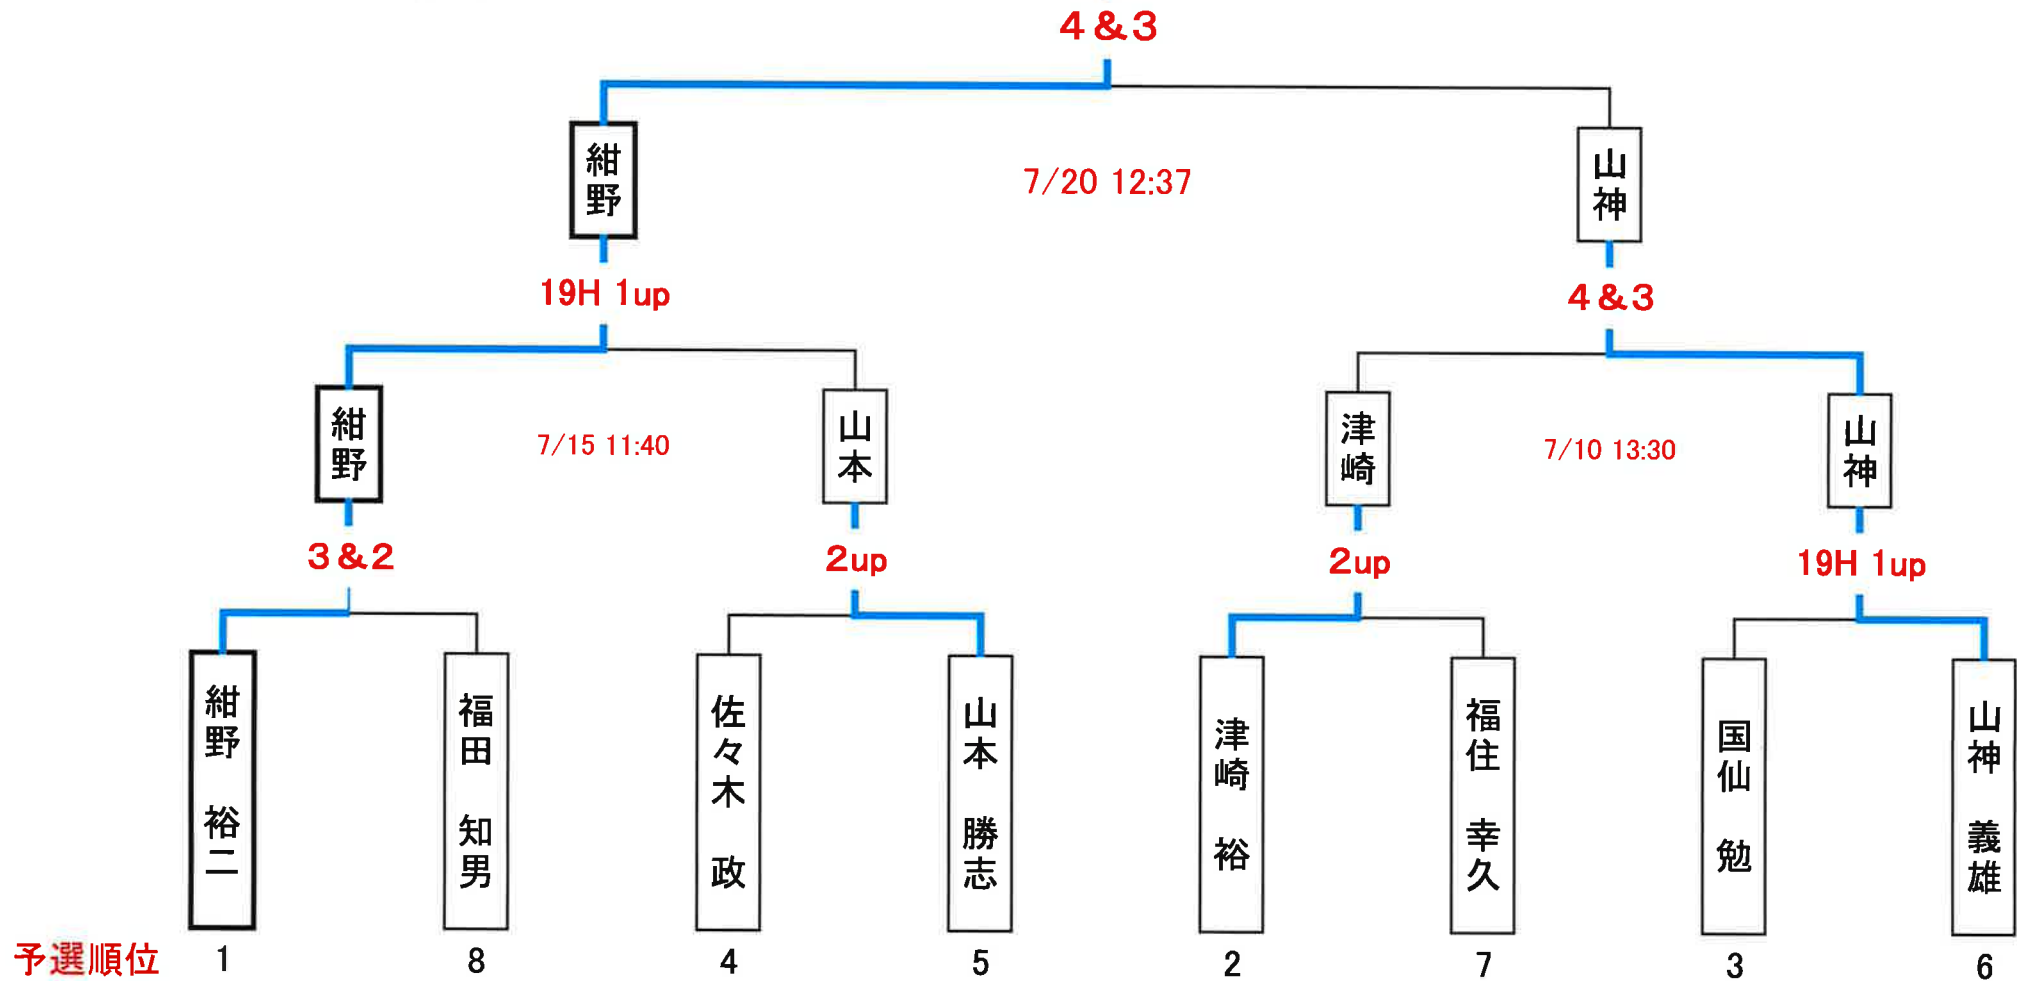 4&3
紺野
山神
7/20 12:37
19H 1up
4&3
紺野
山本
津崎
山神
7/15 11:40
7/10 13:30
3&2
2up
2up
19H 1up
紺野 裕二
福田 知男
佐々木 政
山本 勝志
津崎 裕
福住 幸久
国仙 勉
山神 義雄
予選順位 1 8 4 5 2 7 3 6